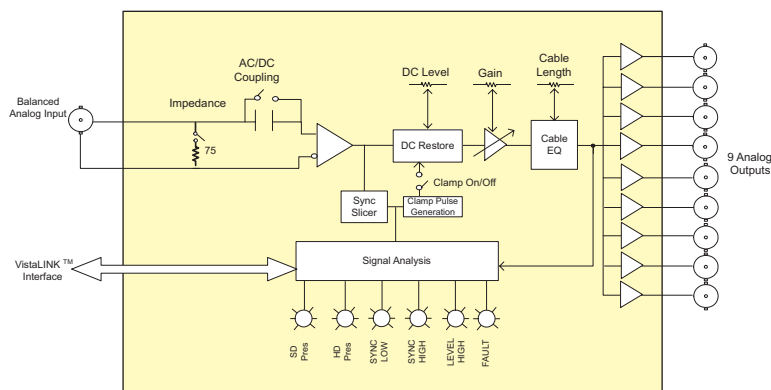 AC/DC
Coupling
DC Level
Gain
Cable
Length
Balanced
Analog Input
Impedance
75
DC Restore
Cable
EQ
9 Analog
Outputs
Clamp On/Off
Sync
Slicer
Clamp Pulse
Generation
VistaLINK ™
Interface
Signal Analysis
SD
Pres
HD
Pres
SYNC
LOW
SYNC
HIGH
LEVEL
HIGH
FAULT